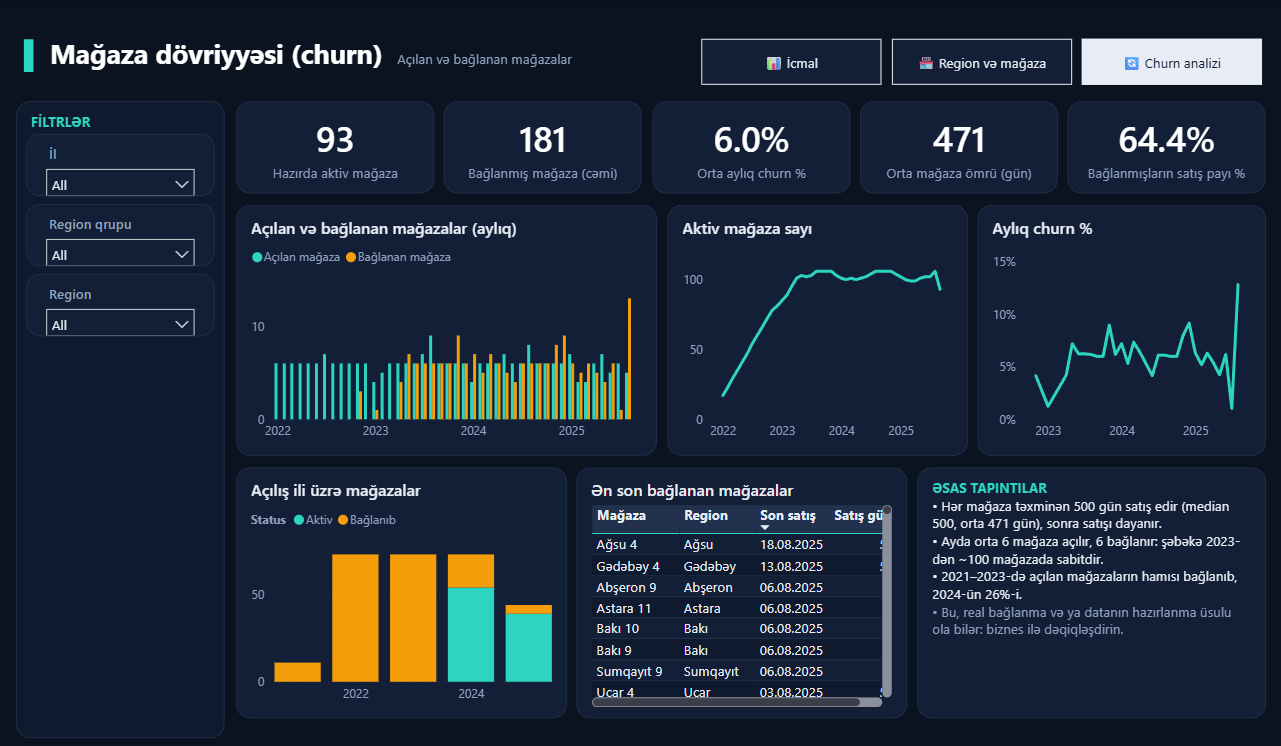 Mağaza dövriyyəsi (churn)
Açılan və bağlanan mağazalar
İcmal
Region və mağaza
Churn analizi
FİLTRLƏR
İl
All
Region qrupu
All
Region
All
93
Hazırda aktiv mağaza
181
Bağlanmış mağaza (cəmi)
6.0%
Orta aylıq churn %
471
Orta mağaza ömrü (gün)
64.4%
Bağlanmışların satış payı %
Açılan və bağlanan mağazalar (aylıq)
Açılan mağaza Bağlanan mağaza
10
0
2022 2023 2024 2025
Aktiv mağaza sayı
100
50
0
2022 2023 2024 2025
Aylıq churn %
15%
10%
5%
0%
2023 2024 2025
Açılış ili üzrə mağazalar
Status Aktiv Bağlanıb
50
0
2022 2024
Ən son bağlanan mağazalar
Mağaza Region Son satış Satış gü
Ağsu 4 Ağsu 18.08.2025
Gədəbəy 4 Gədəbəy 13.08.2025
Abşeron 9 Abşeron 06.08.2025
Astara 11 Astara 06.08.2025
Bakı 10 Bakı 06.08.2025
Bakı 9 Bakı 06.08.2025
Sumqayıt 9 Sumqayıt 06.08.2025
Ucar 4 Ucar 03.08.2025
ƏSAS TAPINTILAR
• Hər mağaza təxminən 500 gün satış edir (median
500, orta 471 gün), sonra satışı dayanır.
• Ayda orta 6 mağaza açılır, 6 bağlanır: şəbəkə 2023-
dən ~100 mağazada sabitdir.
• 2021–2023-də açılan mağazaların hamısı bağlanıb,
2024-ün 26%-i.
• Bu, real bağlanma və ya datanın hazırlanma üsulu
ola bilər: biznes ilə dəqiqləşdirin.